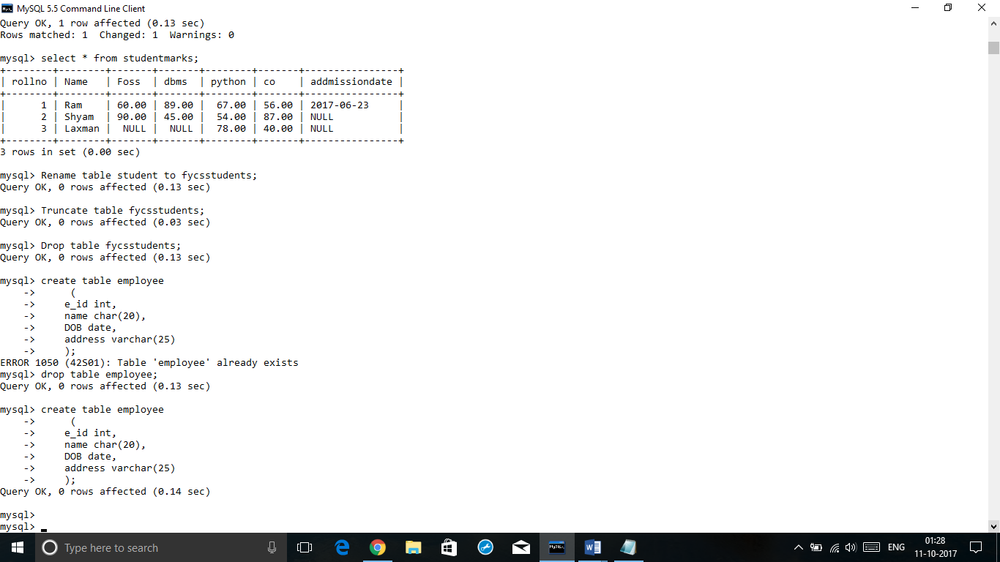 MySQL 5.5 Command Line Client
Query OK, 1 row affected (0.13 sec)
Rows matched: 1  Changed: 1  Warnings: 0
mysql> select * from studentmarks;
+--------+--------+-------+-------+--------+-------+----------------+
| rollno | Name   | Foss  | dbms  | python | co    | addmissiondate |
+--------+--------+-------+-------+--------+-------+----------------+
|      1 | Ram    | 60.00 | 89.00 |  67.00 | 56.00 | 2017-06-23     |
|      2 | Shyam  | 90.00 | 45.00 |  54.00 | 87.00 | NULL           |
|      3 | Laxman |  NULL |  NULL |  78.00 | 40.00 | NULL           |
+--------+--------+-------+-------+--------+-------+----------------+
3 rows in set (0.00 sec)
mysql> Rename table student to fycsstudents;
Query OK, 0 rows affected (0.13 sec)
mysql> Truncate table fycsstudents;
Query OK, 0 rows affected (0.03 sec)
mysql> Drop table fycsstudents;
Query OK, 0 rows affected (0.13 sec)
mysql> create table employee
    ->      (
    ->     e_id int,
    ->     name char(20),
    ->     DOB date,
    ->     address varchar(25)
    ->     );
ERROR 1050 (42S01): Table 'employee' already exists
mysql> drop table employee;
Query OK, 0 rows affected (0.13 sec)
mysql> create table employee
    ->      (
    ->     e_id int,
    ->     name char(20),
    ->     DOB date,
    ->     address varchar(25)
    ->     );
Query OK, 0 rows affected (0.14 sec)
mysql>
mysql>
Type here to search
ENG
01:28
11-10-2017